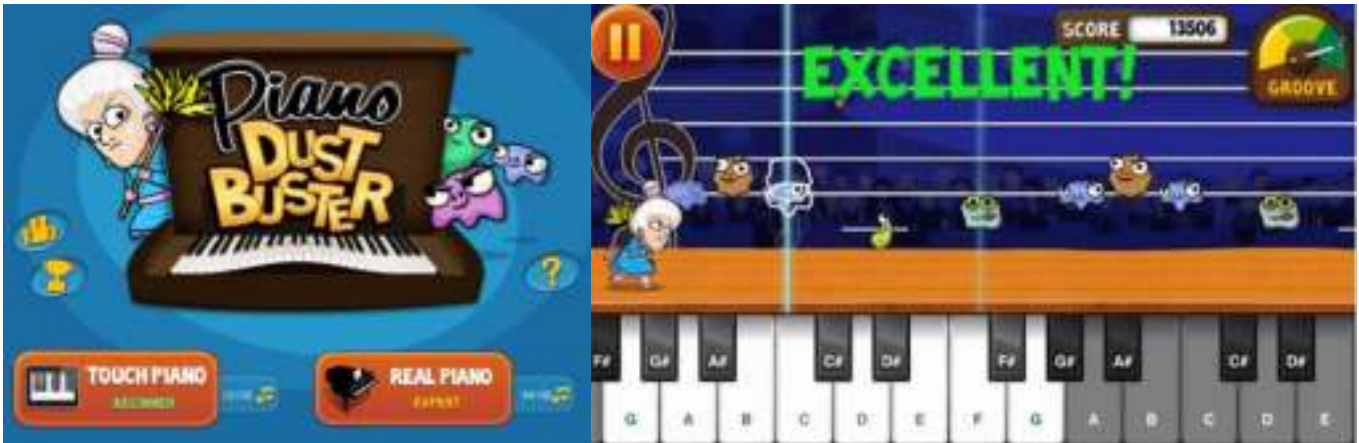 Piano
DUST
BUSTER
TOUCH PIANO
BEGINNER
REAL PIANO
EXPERT
SCORE 13506
EXCELLENT!
GROOVE
F# G# A# C# D# F# G# A# C# D#
G A B C D E F G A B C D E